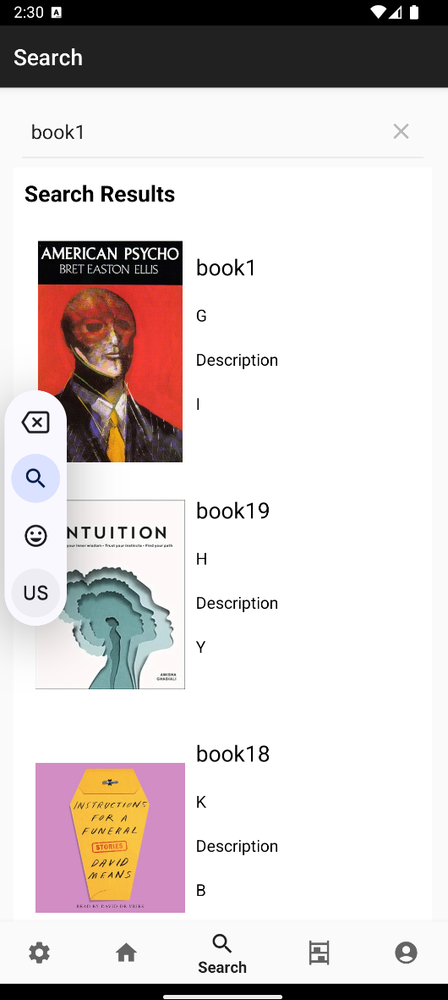 2:30
Search
book1
Search Results
AMERICAN PSYCHO
BRET EASTON ELLIS
book1
G
Description
I
US
NTUITION
your inner wisdom • Trust your instincts • Find your path
AMISHA
GHADIALI
book19
H
Description
Y
INSTRUCTIONS
FOR A
FUNERAL
STORIES
DAVID
MEANS
READ BY DAVID DE VRIES
book18
K
Description
B
Search